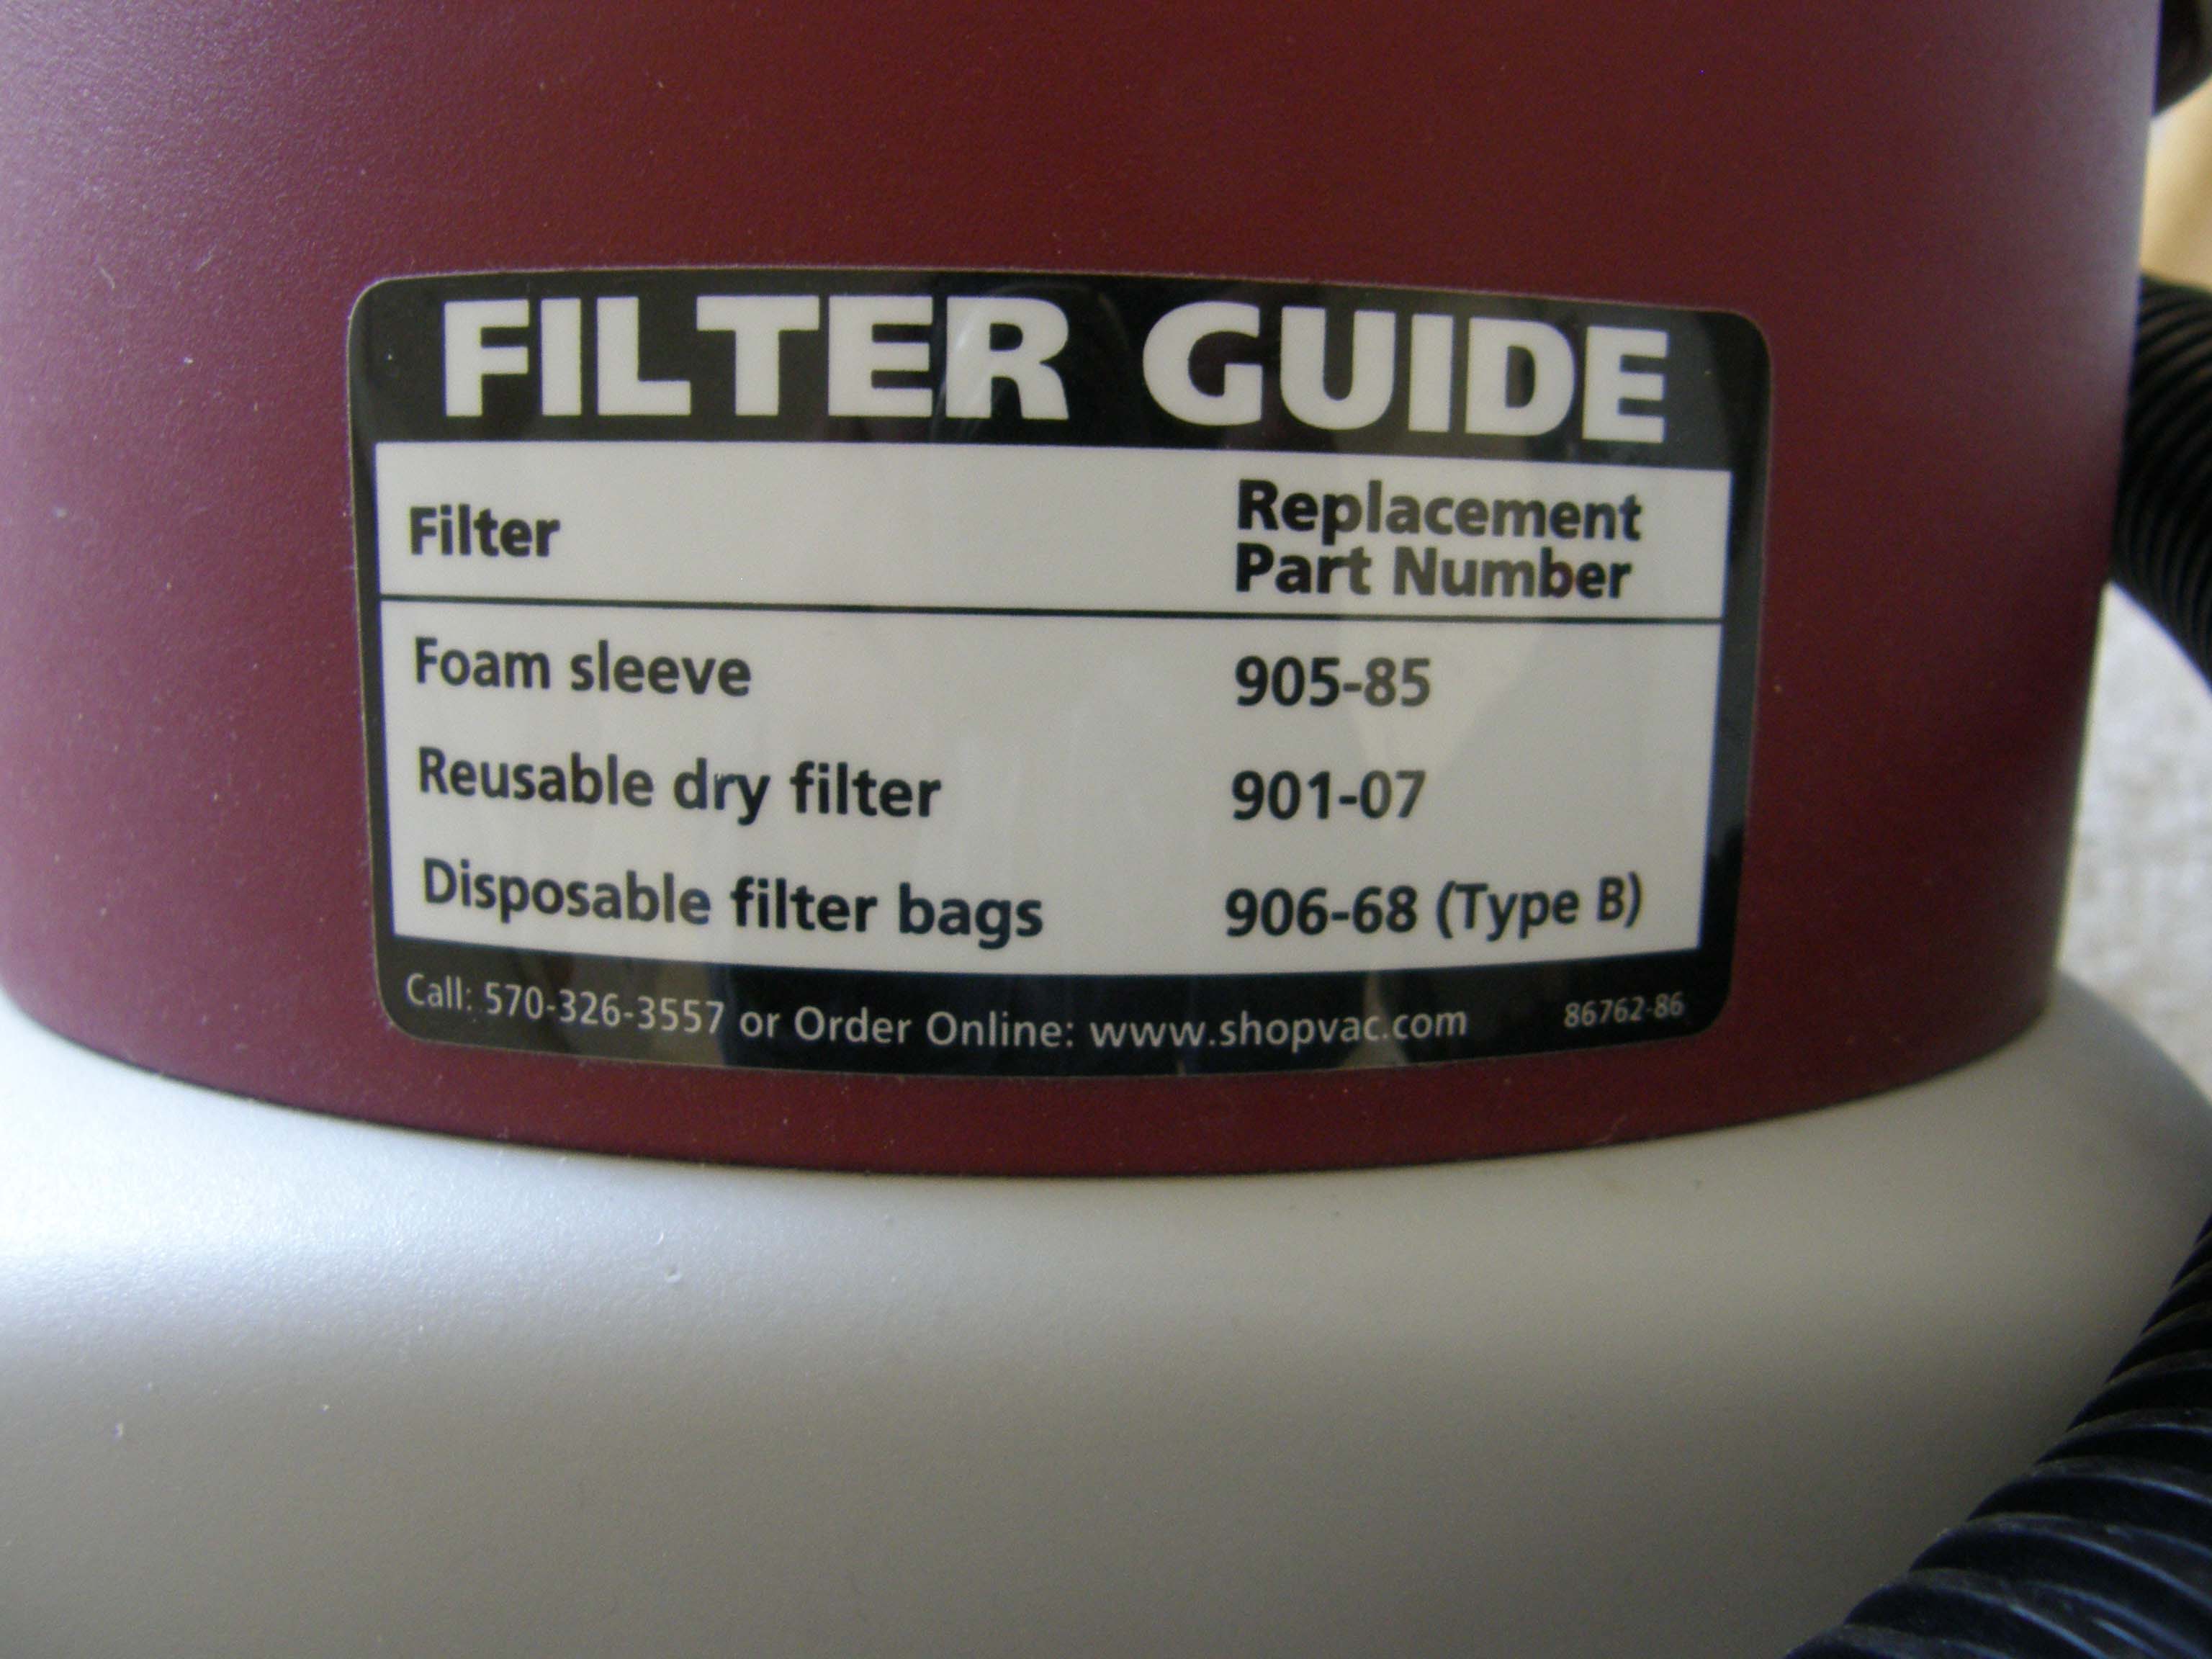 FILTER GUIDE
Filter
Replacement
Part Number
Foam sleeve 905-85
Reusable dry filter 901-07
Disposable filter bags 906-68 (Type B)
Call: 570-326-3557 or Order Online: www.shopvac.com 86762-86